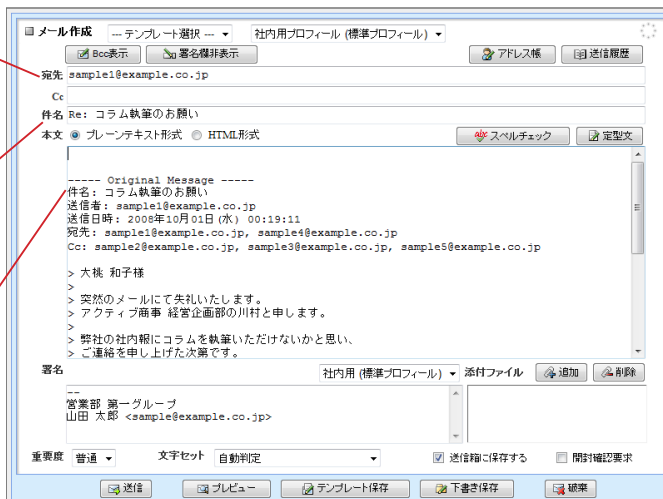 メール作成 --- テンプレート選択 --- 社内用プロフィール (標準プロフィール)
Bcc表示 署名欄非表示 アドレス帳 送信履歴
宛先 sample1@example.co.jp
Cc
件名 Re: コラム執筆のお願い
本文 プレーンテキスト形式 HTML形式 abc スペルチェック 定型文
----- Original Message -----
件名: コラム執筆のお願い
送信者: sample1@example.co.jp
送信日時: 2008年10月01日(水) 00:19:11
宛先: sample1@example.co.jp, sample4@example.co.jp
Cc: sample2@example.co.jp, sample3@example.co.jp, sample5@example.co.jp
> 大桃 和子様
>
> 突然のメールにて失礼いたします。
> アクティブ商事 経営企画部の川村と申します。
>
> 弊社の社内報にコラムを執筆いただけないかと思い、
> ご連絡を申し上げた次第です。
署名 社内用 (標準プロフィール) 添付ファイル 追加 削除
--
営業部 第一グループ
山田 太郎 <sample@example.co.jp>
重要度 普通 文字セット 自動判定 送信箱に保存する 開封確認要求
送信 プレビュー テンプレート保存 下書き保存 破棄